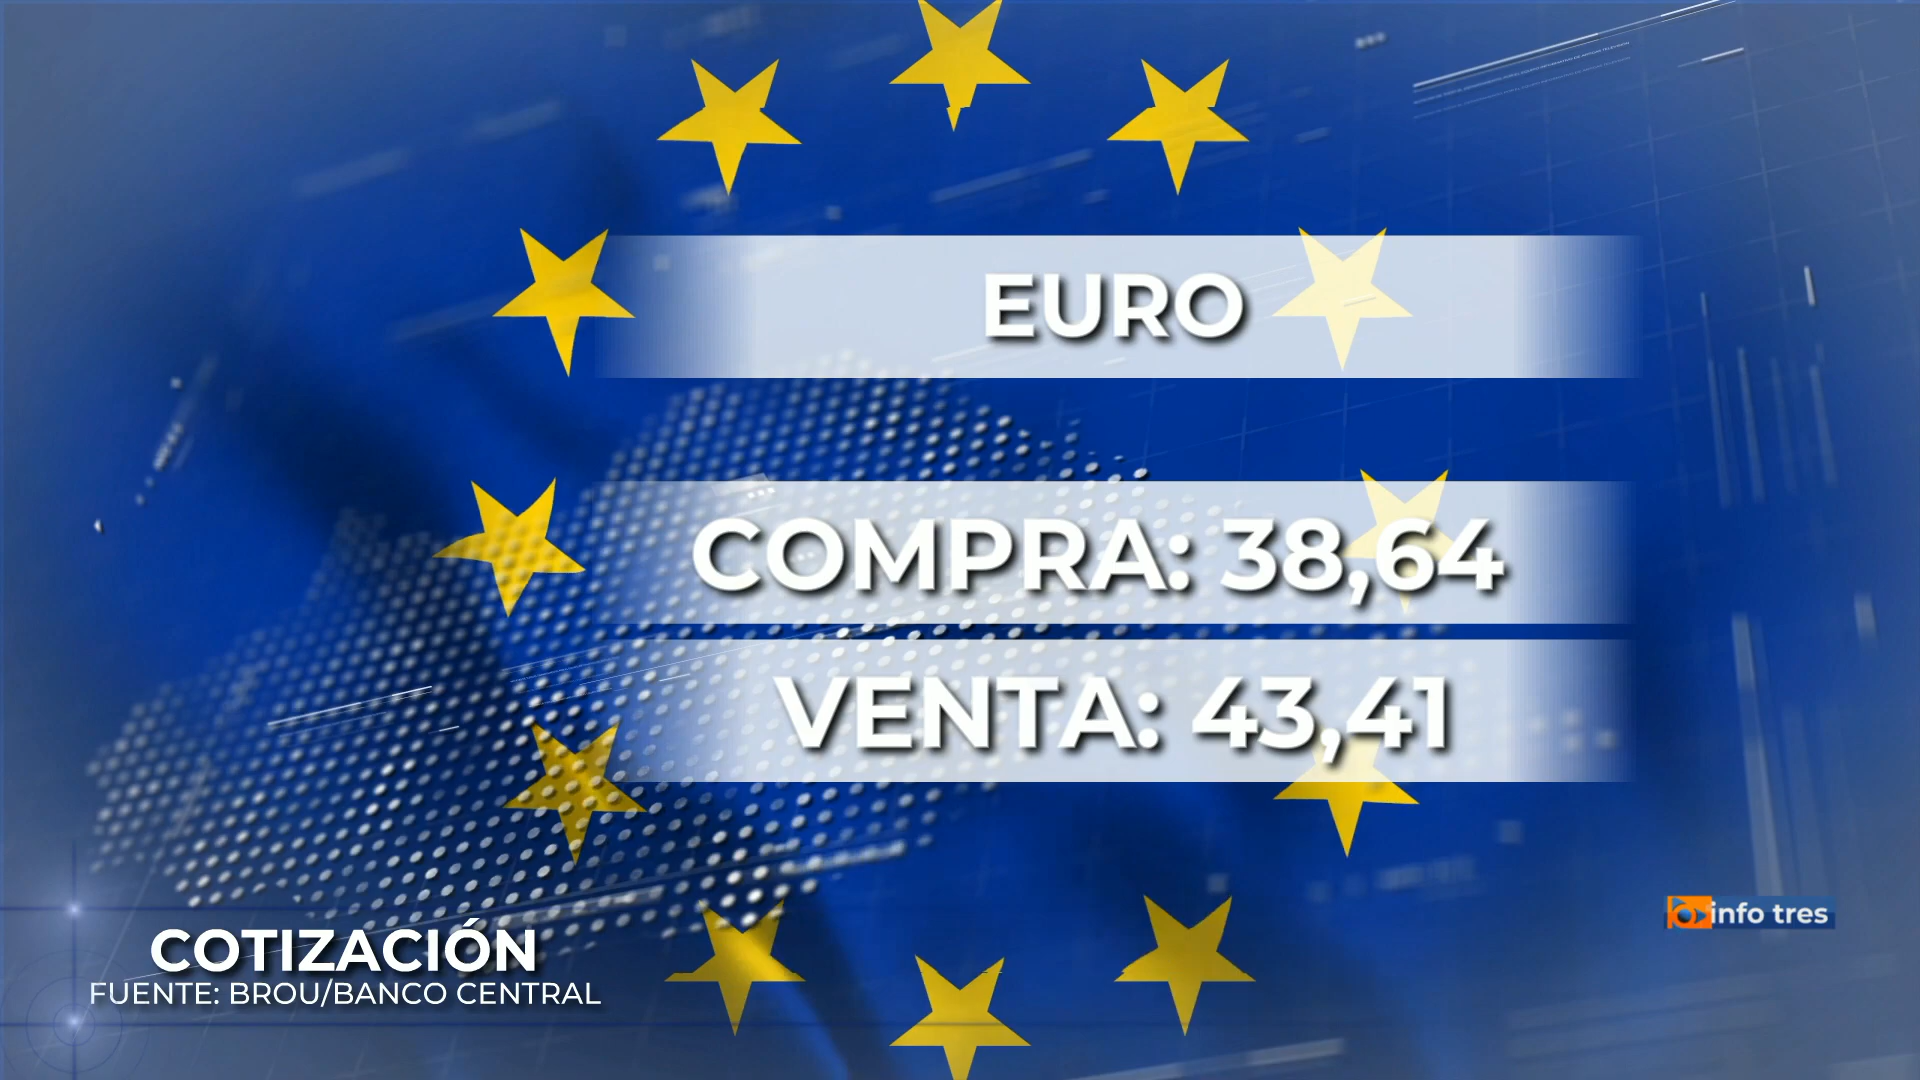 EURO
COMPRA: 38,64
VENTA: 43,41
info tres
COTIZACIÓN
FUENTE: BROU/BANCO CENTRAL